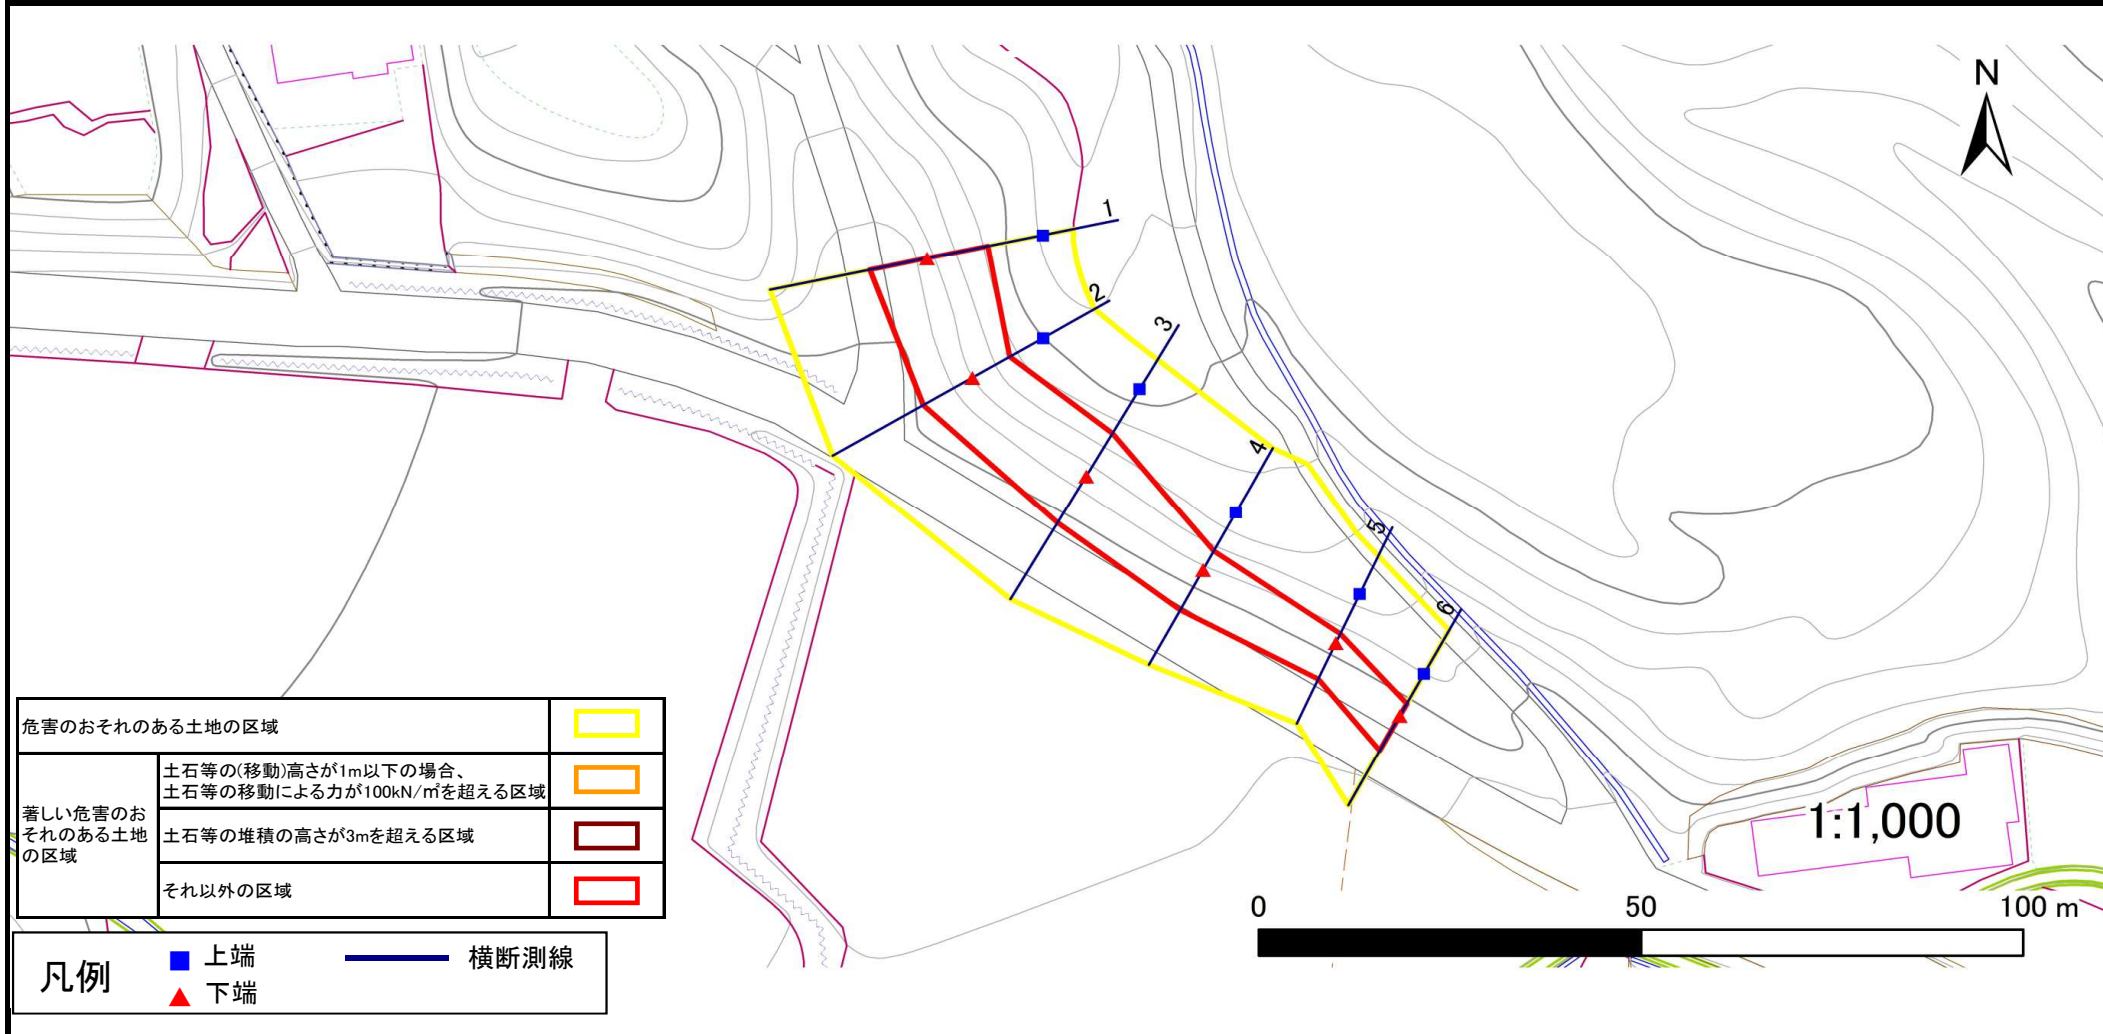 N
1
2
3
4
5
6
危害のおそれのある土地の区域
著しい危害のお
それのある土地
の区域
土石等の(移動)高さが1m以下の場合、
土石等の移動による力が100kN/㎡を超える区域
土石等の堆積の高さが3mを超える区域
それ以外の区域
凡例
上端
下端
横断測線
1:1,000
0 50 100 m